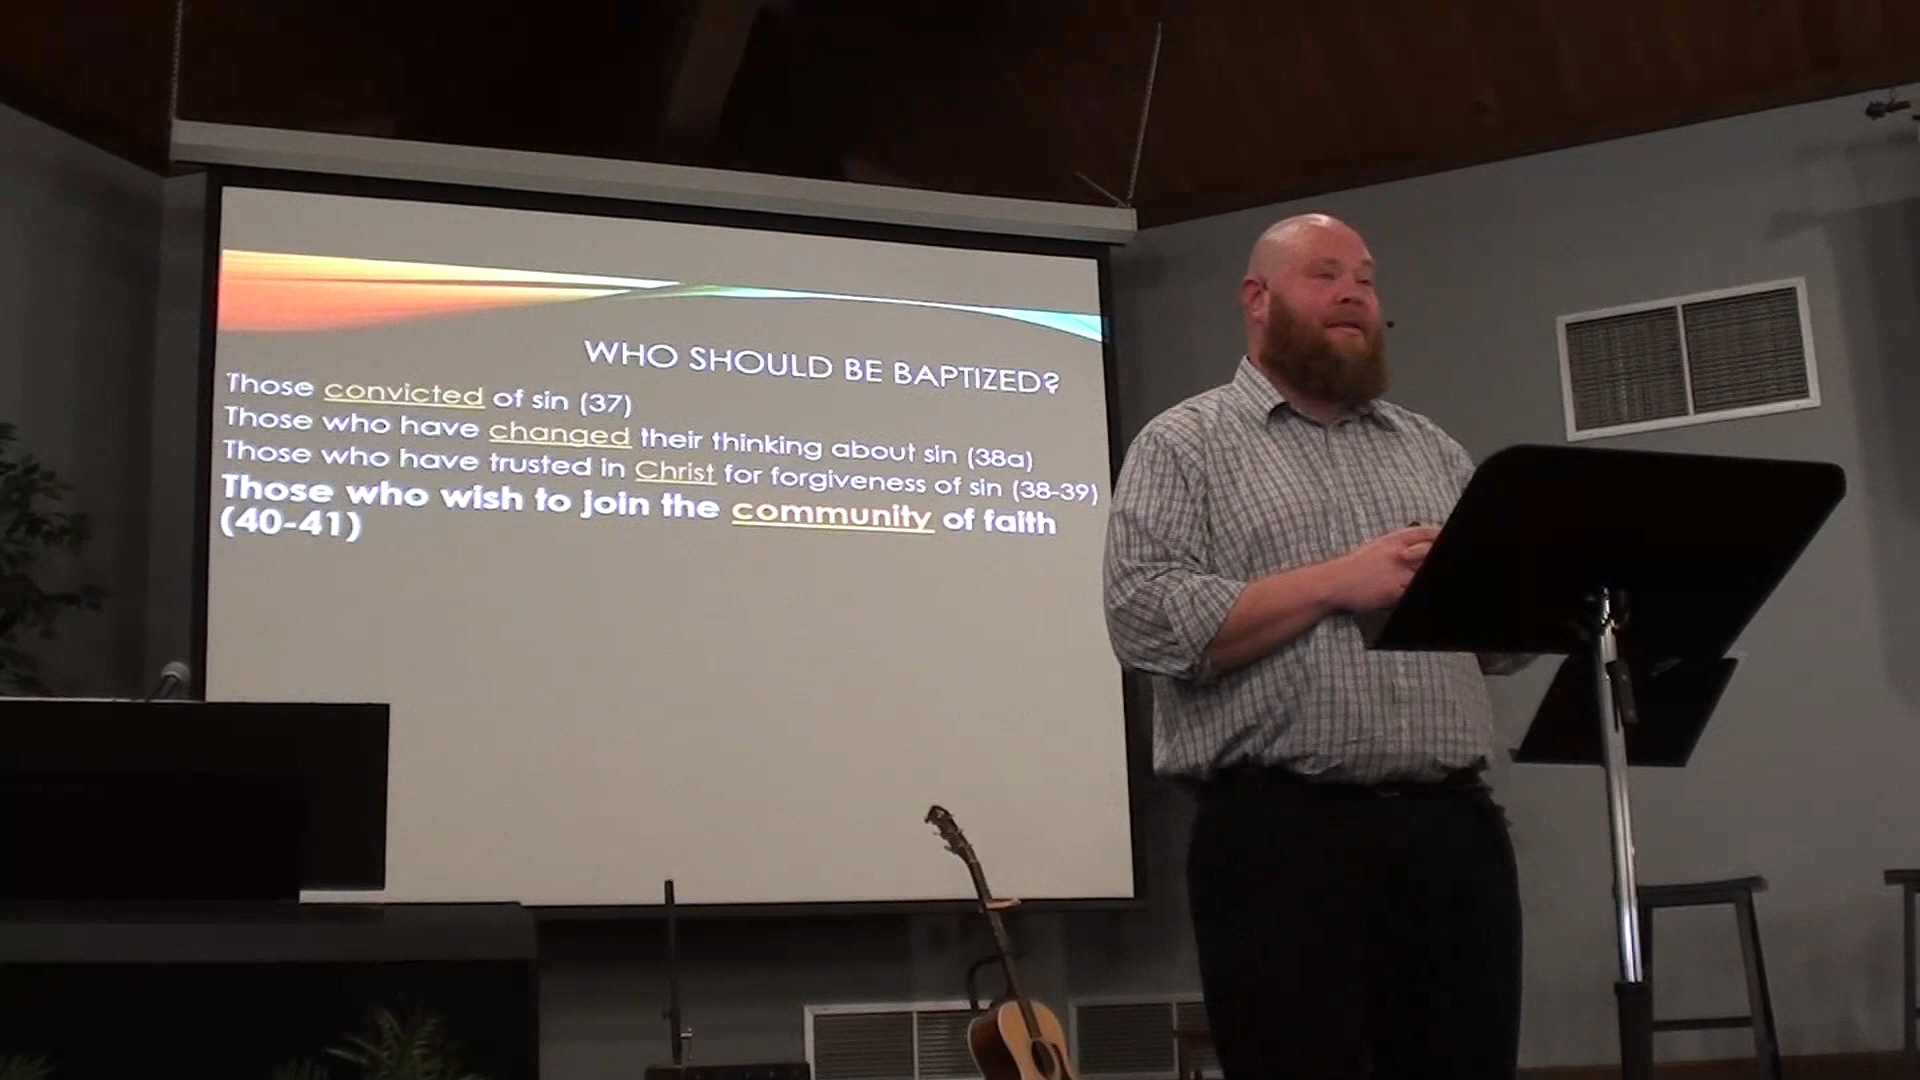 WHO SHOULD BE BAPTIZED?
Those convicted of sin (37)
Those who have changed their thinking about sin (38a)
Those who have trusted in Christ for forgiveness of sin (38-39)
Those who wish to join the community of faith
(40-41)